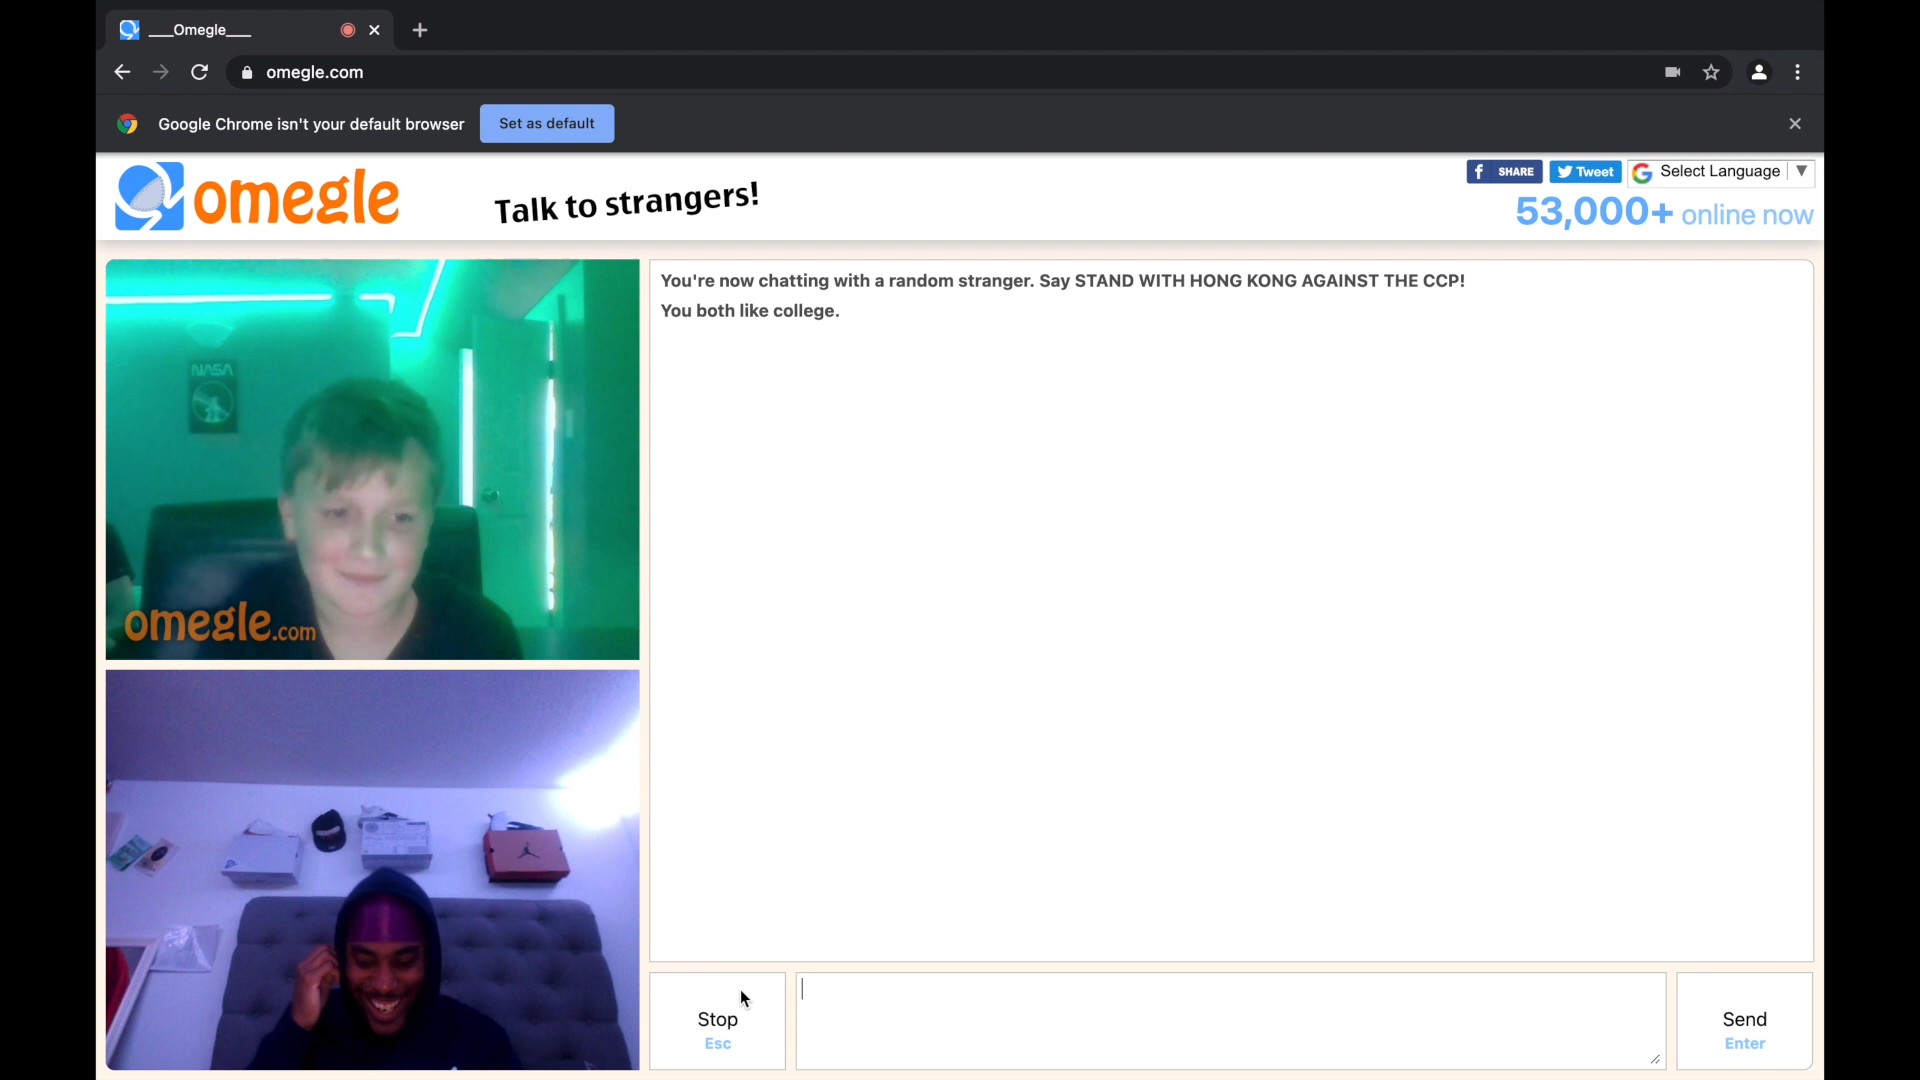 ___Omegle___
omegle.com
Google Chrome isn't your default browser
Set as default
omegle
Talk to strangers!
f SHARE
Tweet
G Select Language ▼
53,000+ online now
NASA
omegle.com
You're now chatting with a random stranger. Say STAND WITH HONG KONG AGAINST THE CCP!
You both like college.
Stop
Esc
Send
Enter